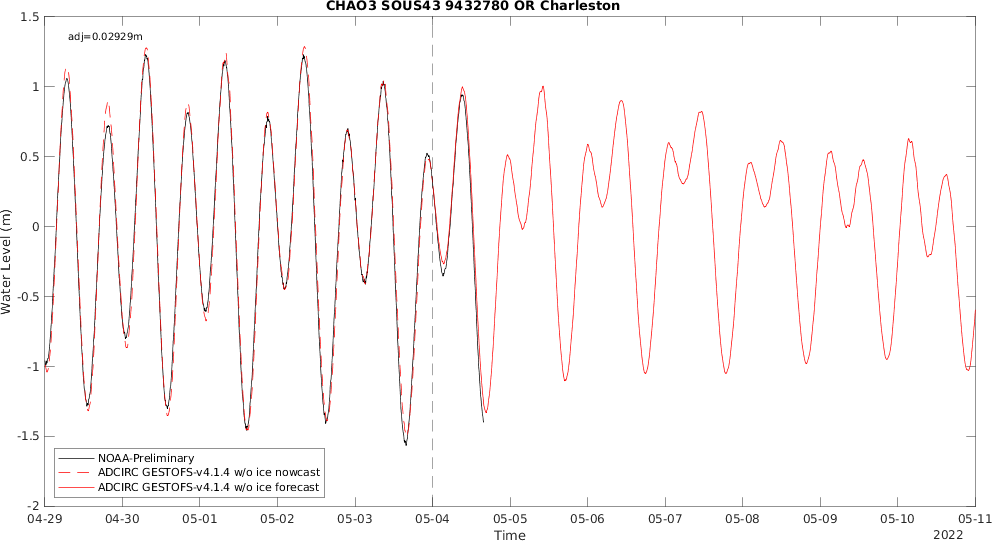 CHAO3 SOUS43 9432780 OR Charleston
adj=0.02929m
1.5
1
0.5
0
-0.5
-1
-1.5
-2
Water Level (m)
NOAA-Preliminary
ADCIRC GESTOFS-v4.1.4 w/o ice nowcast
ADCIRC GESTOFS-v4.1.4 w/o ice forecast
04-29 04-30 05-01 05-02 05-03 05-04 05-05 05-06 05-07 05-08 05-09 05-10 05-11
Time
2022